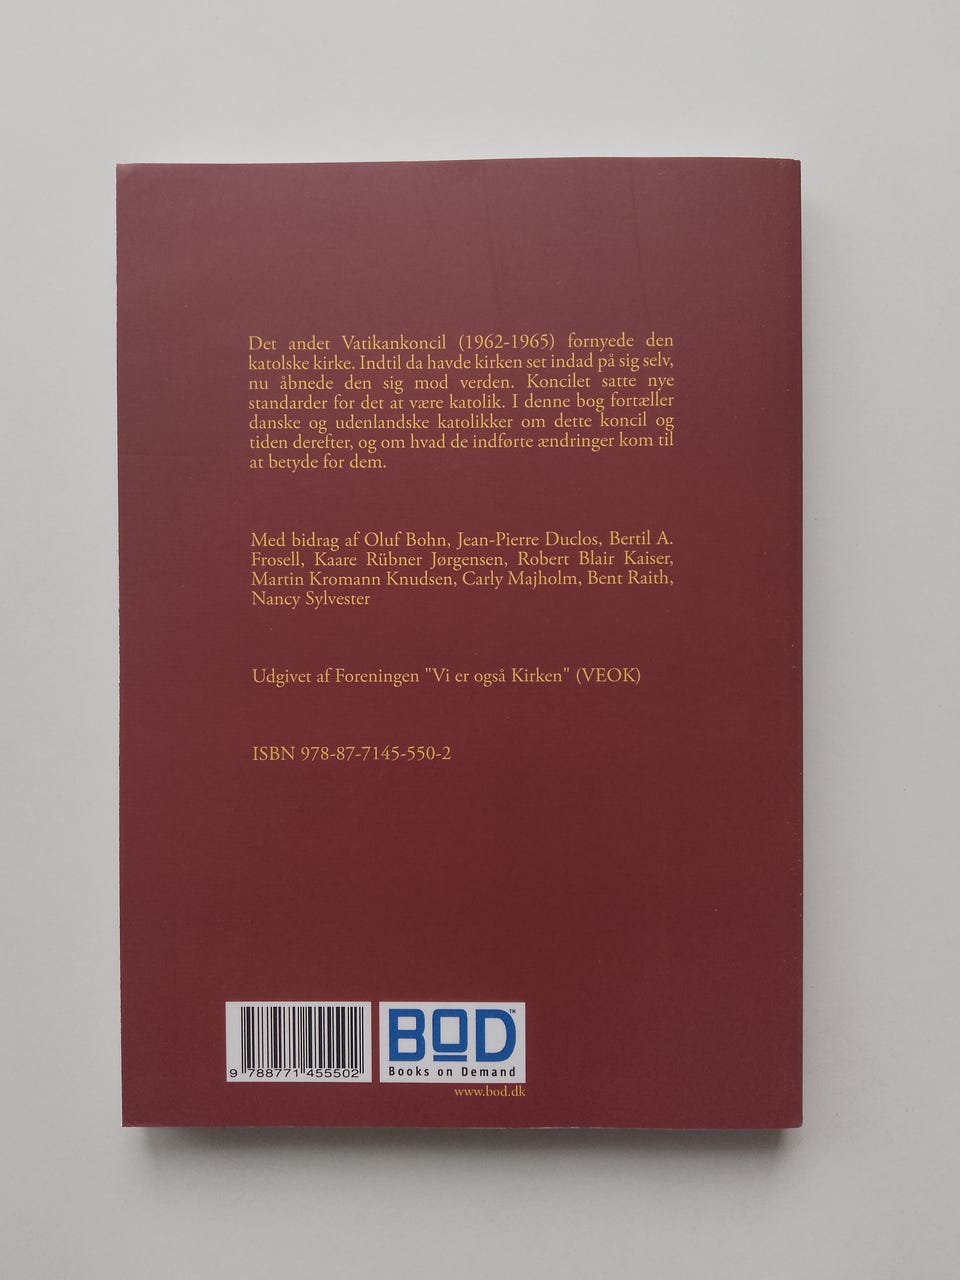 Det andet Vatikankoncil (1962-1965) fornyede den
katolske kirke. Indtil da havde kirken set indad på sig selv,
nu åbnede den sig mod verden. Koncilet satte nye
standarder for det at være katolik. I denne bog fortæller
danske og udenlandske katolikker om dette koncil og
tiden derefter, og om hvad de indførte ændringer kom til
at betyde for dem.
Med bidrag af Oluf Bohn, Jean-Pierre Duclos, Bertil A.
Frosell, Kaare Rübner Jørgensen, Robert Blair Kaiser,
Martin Kromann Knudsen, Carly Majholm, Bent Raith,
Nancy Sylvester
Udgivet af Foreningen "Vi er også Kirken" (VEOK)
ISBN 978-87-7145-550-2
9 788771 455502
BOD™
Books on Demand
www.bod.dk